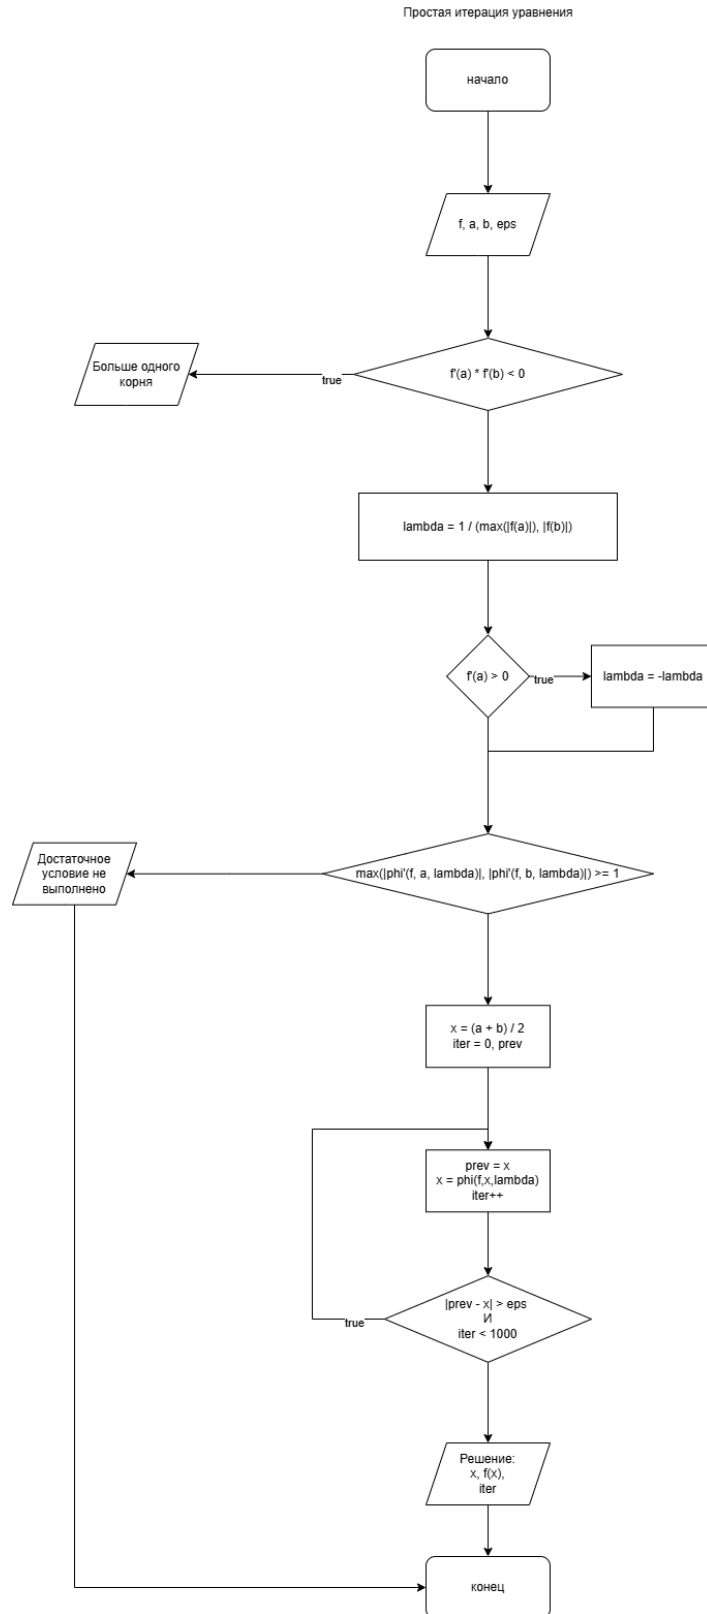 Простая итерация уравнения
начало
f, a, b, eps
f'(a) * f'(b) < 0
true
Больше одного
корня
lambda = 1 / (max(|f(a)|), |f(b)|)
f'(a) > 0
true
lambda = -lambda
max(|phi'(f, a, lambda)|, |phi'(f, b, lambda)|) >= 1
Достаточное
условие не
выполнено
x = (a + b) / 2
iter = 0, prev
prev = x
x = phi(f,x,lambda)
iter++
|prev - x| > eps
И
iter < 1000
true
Решение:
x, f(x),
iter
конец